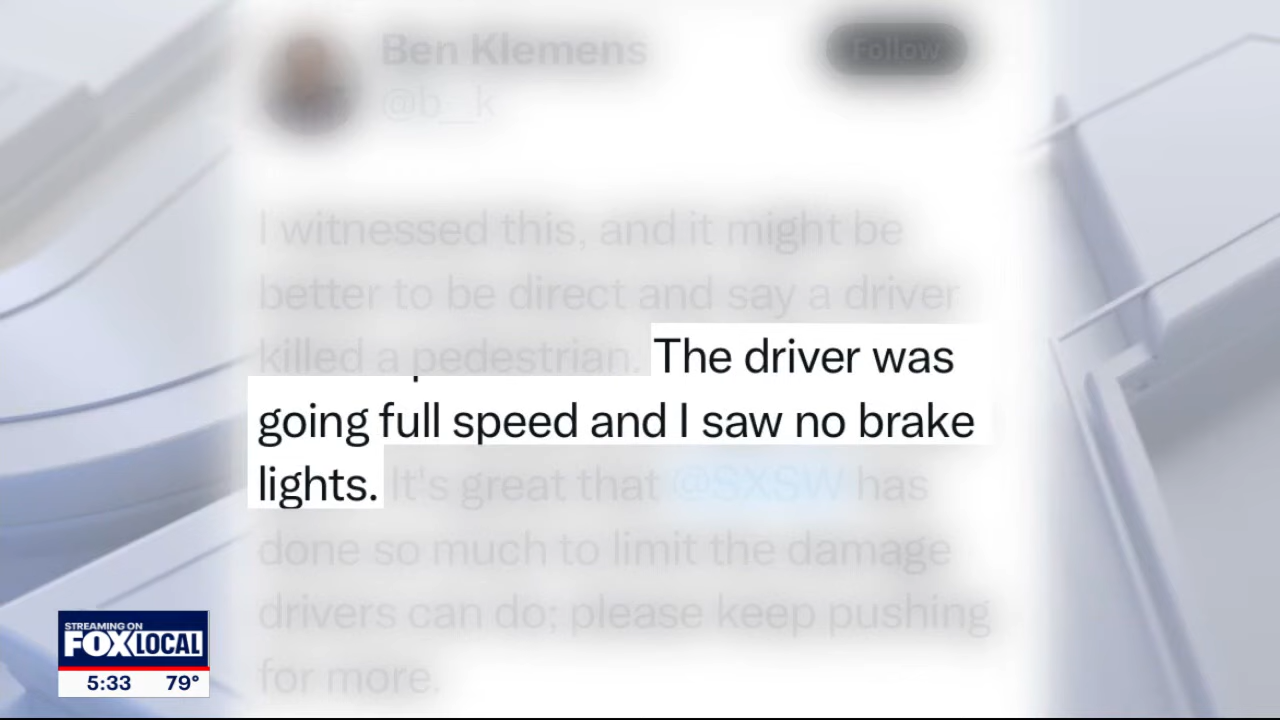 Ben Klemens
Follow
@b__k
I witnessed this, and it might be
better to be direct and say a driver
killed a pedestrian. The driver was
going full speed and I saw no brake
lights. It's great that @SXSW has
done so much to limit the damage
drivers can do; please keep pushing
for more.
STREAMING ON
FOX LOCAL
5:33 79°